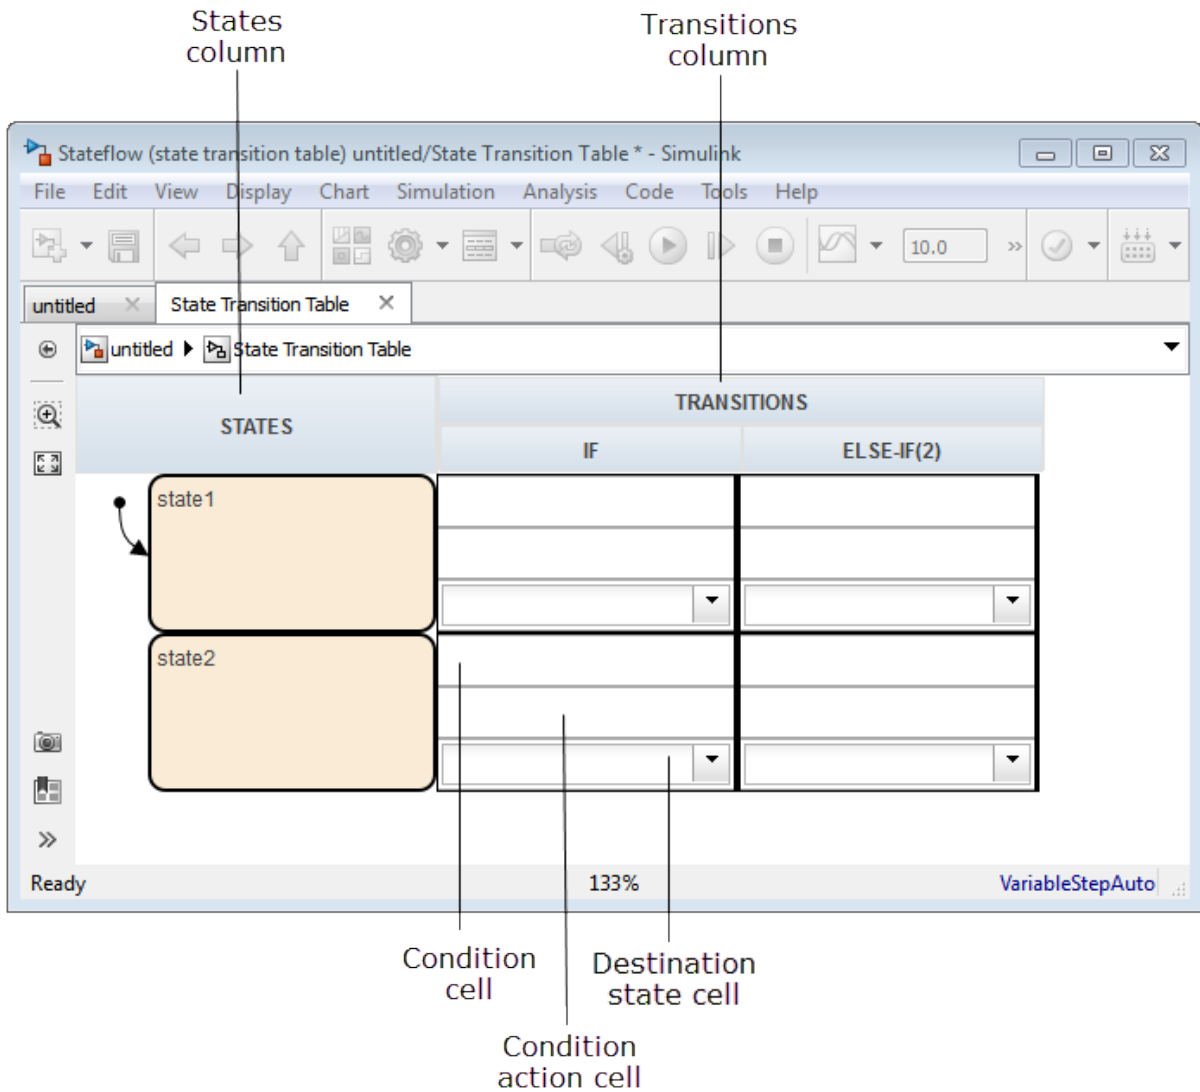 States
column
Transitions
column
Stateflow (state transition table) untitled/State Transition Table * - Simulink
File Edit View Display Chart Simulation Analysis Code Tools Help
10.0
untitled State Transition Table
untitled State Transition Table
STATES
TRANSITIONS
IF ELSE-IF(2)
state1
state2
Ready 133% VariableStepAuto
Condition
cell
Destination
state cell
Condition
action cell